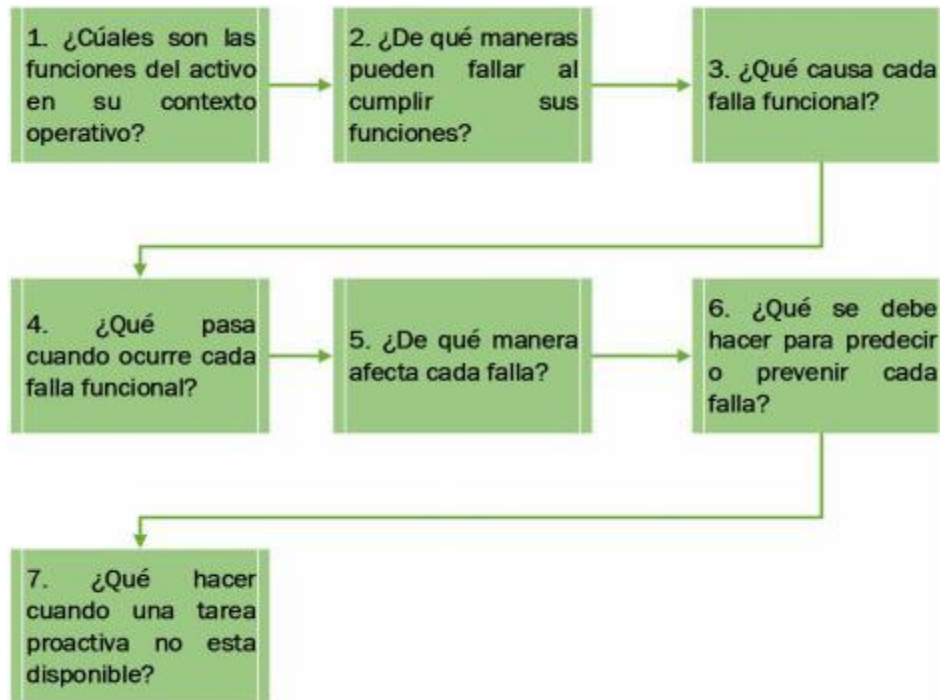 1. ¿Cúales son las
funciones del activo
en su contexto
operativo?
2. ¿De qué maneras
pueden fallar al
cumplir sus
funciones?
3. ¿Qué causa cada
falla funcional?
4. ¿Qué pasa
cuando ocurre cada
falla funcional?
5. ¿De qué manera
afecta cada falla?
6. ¿Qué se debe
hacer para predecir
o prevenir cada
falla?
7. ¿Qué hacer
cuando una tarea
proactiva no esta
disponible?